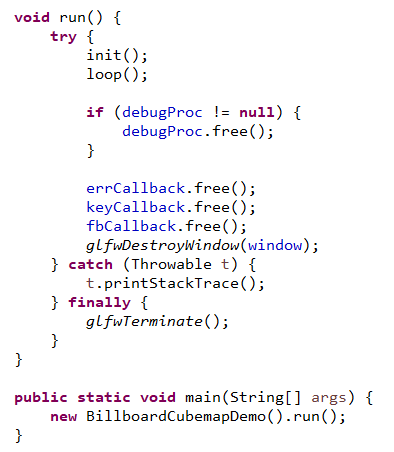 void run() {
    try {
        init();
        loop();

        if (debugProc != null) {
            debugProc.free();
        }

        errCallback.free();
        keyCallback.free();
        fbCallback.free();
        glfwDestroyWindow(window);
    } catch (Throwable t) {
        t.printStackTrace();
    } finally {
        glfwTerminate();
    }
}

public static void main(String[] args) {
    new BillboardCubemapDemo().run();
}